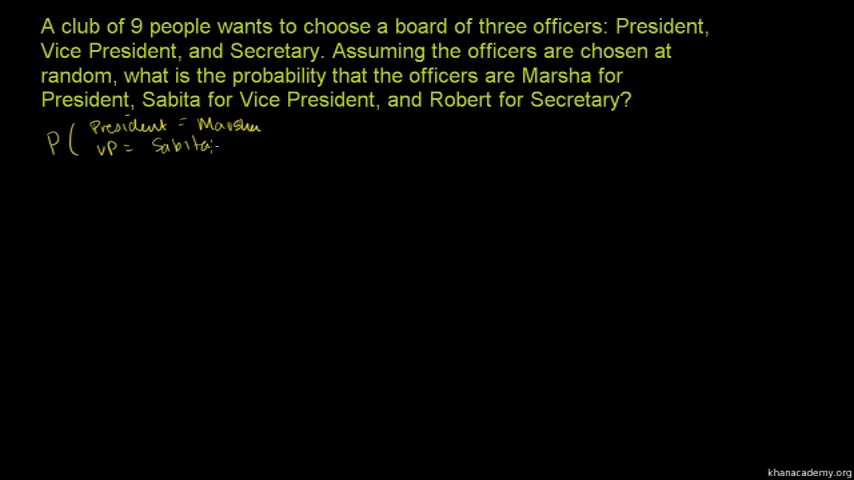 A club of 9 people wants to choose a board of three officers: President,
Vice President, and Secretary. Assuming the officers are chosen at
random, what is the probability that the officers are Marsha for
President, Sabita for Vice President, and Robert for Secretary?
P( President = Marsha
VP = Sabita;
khanacademy.org